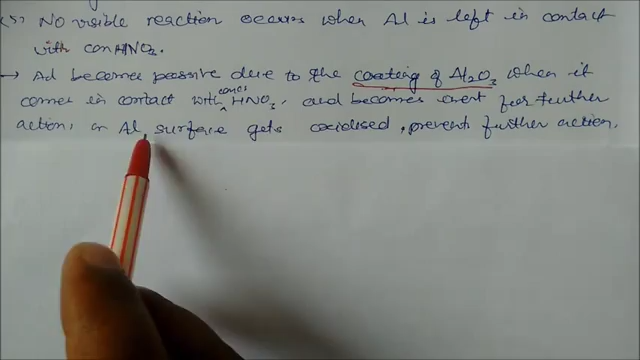 (5) No visible reaction occurs when Al is left in contact
with con HNO3.
→ Al becomes passive due to the coating of Al2O3 when it
comes in contact with conc. HNO3, and becomes inert for further
action, or Al surface gets oxidised, prevents further action.